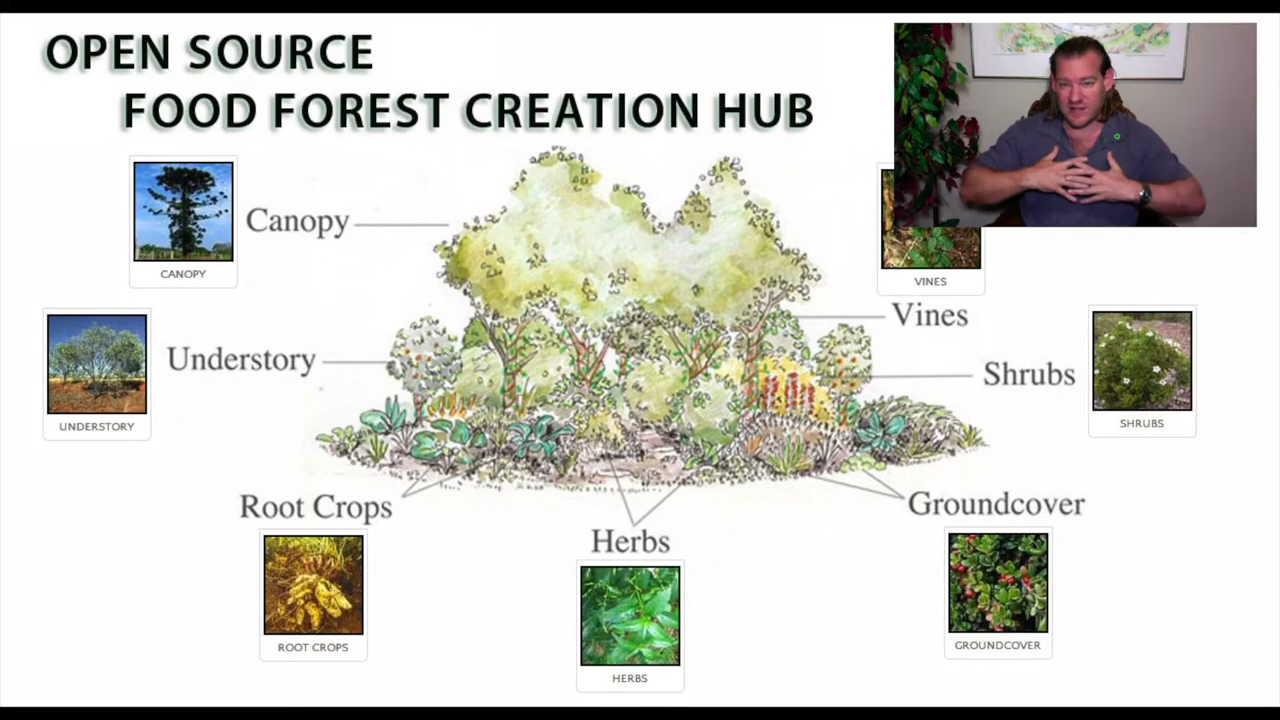 OPEN SOURCE
FOOD FOREST CREATION HUB
Canopy
CANOPY
VINES
Vines
Understory
UNDERSTORY
Shrubs
SHRUBS
Root Crops
ROOT CROPS
Herbs
HERBS
Groundcover
GROUNDCOVER